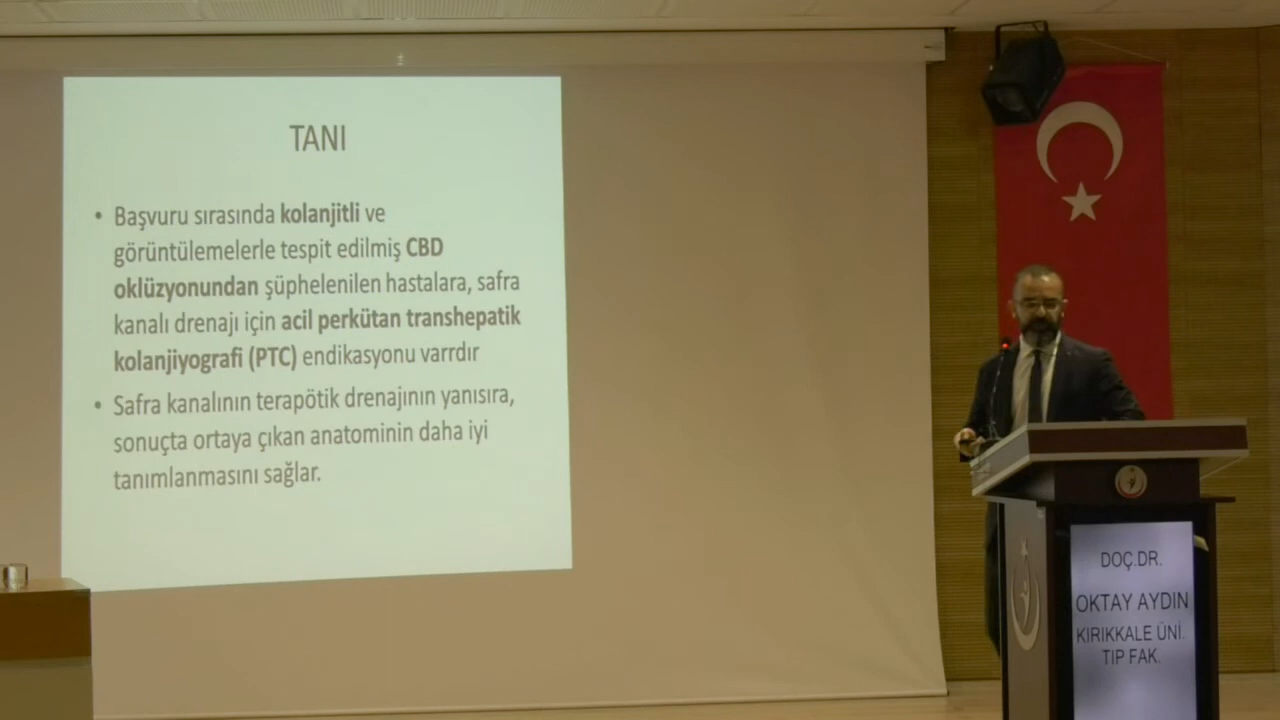 TANI
• Başvuru sırasında kolanjitli ve
görüntülemelerle tespit edilmiş CBD
oklüzyonundan şüphelenilen hastalara, safra
kanalı drenajı için acil perkütan transhepatik
kolanjiyografi (PTC) endikasyonu varrdır
• Safra kanalının terapötik drenajının yanısıra,
sonuçta ortaya çıkan anatominin daha iyi
tanımlanmasını sağlar.
DOÇ.DR.
OKTAY AYDIN
KIRIKKALE ÜNİ.
TIP FAK.